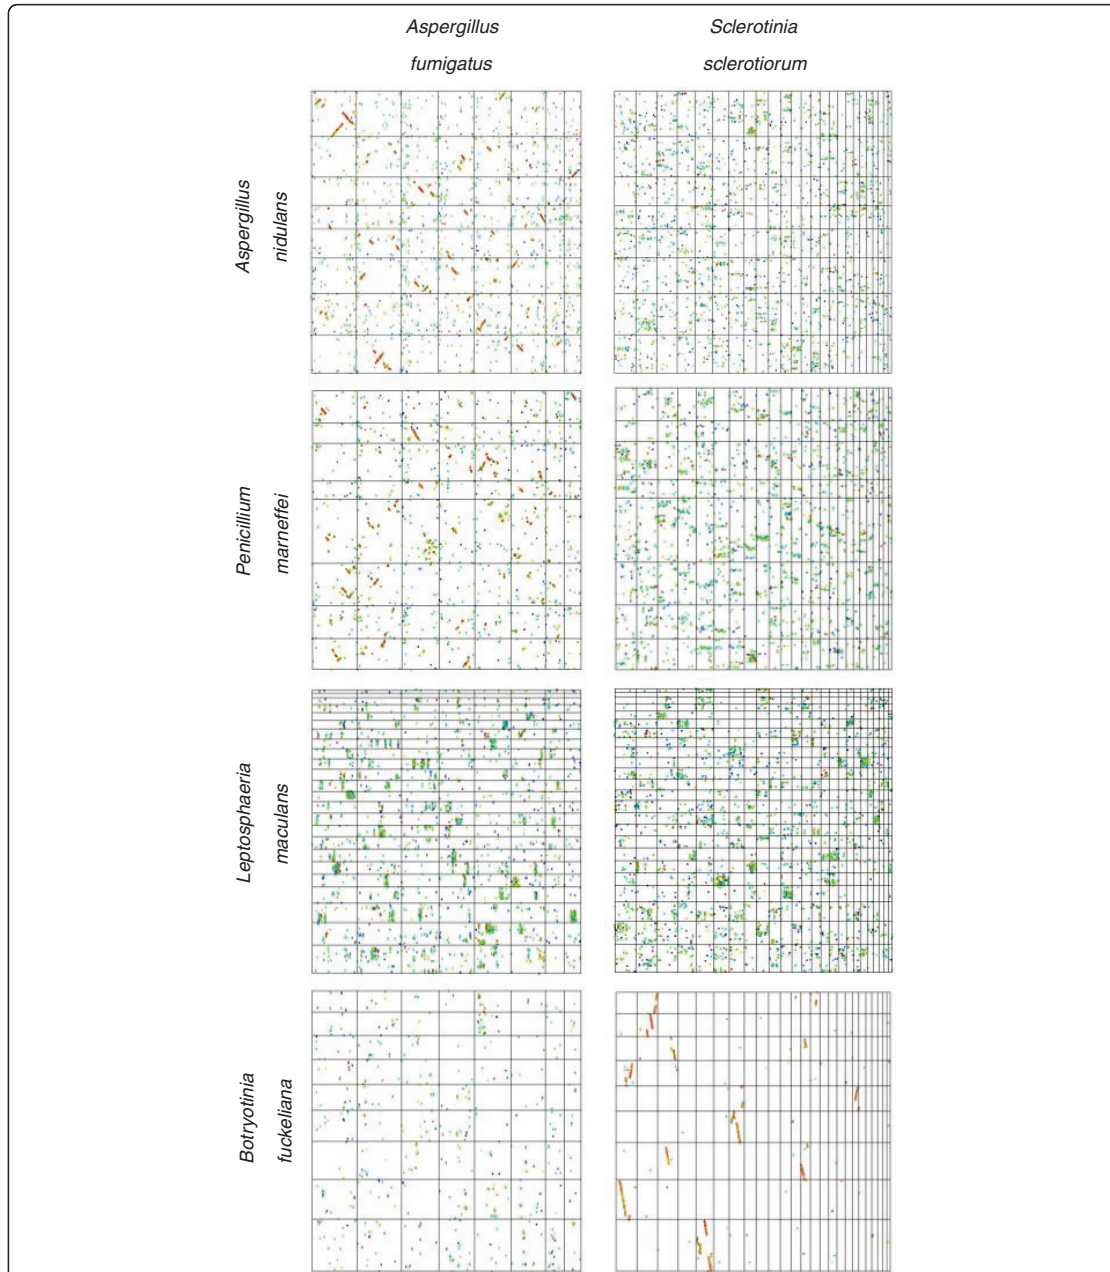 Aspergillus
fumigatus
Sclerotinia
sclerotiorum
Aspergillus
nidulans
Penicillium
marneffei
Leptosphaeria
maculans
Botryotinia
fuckeliana